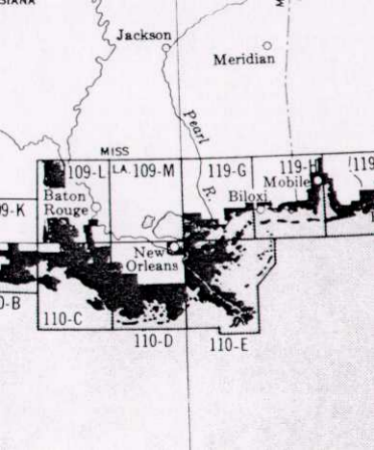 SIANA
M
Jackson
Meridian
Pearl
R.
MISS
LA.
109-L
109-M
119-G
119-H
119
Mobile
Baton
Rouge
Biloxi
9-K
New
Orleans
0-B
110-C
110-D
110-E